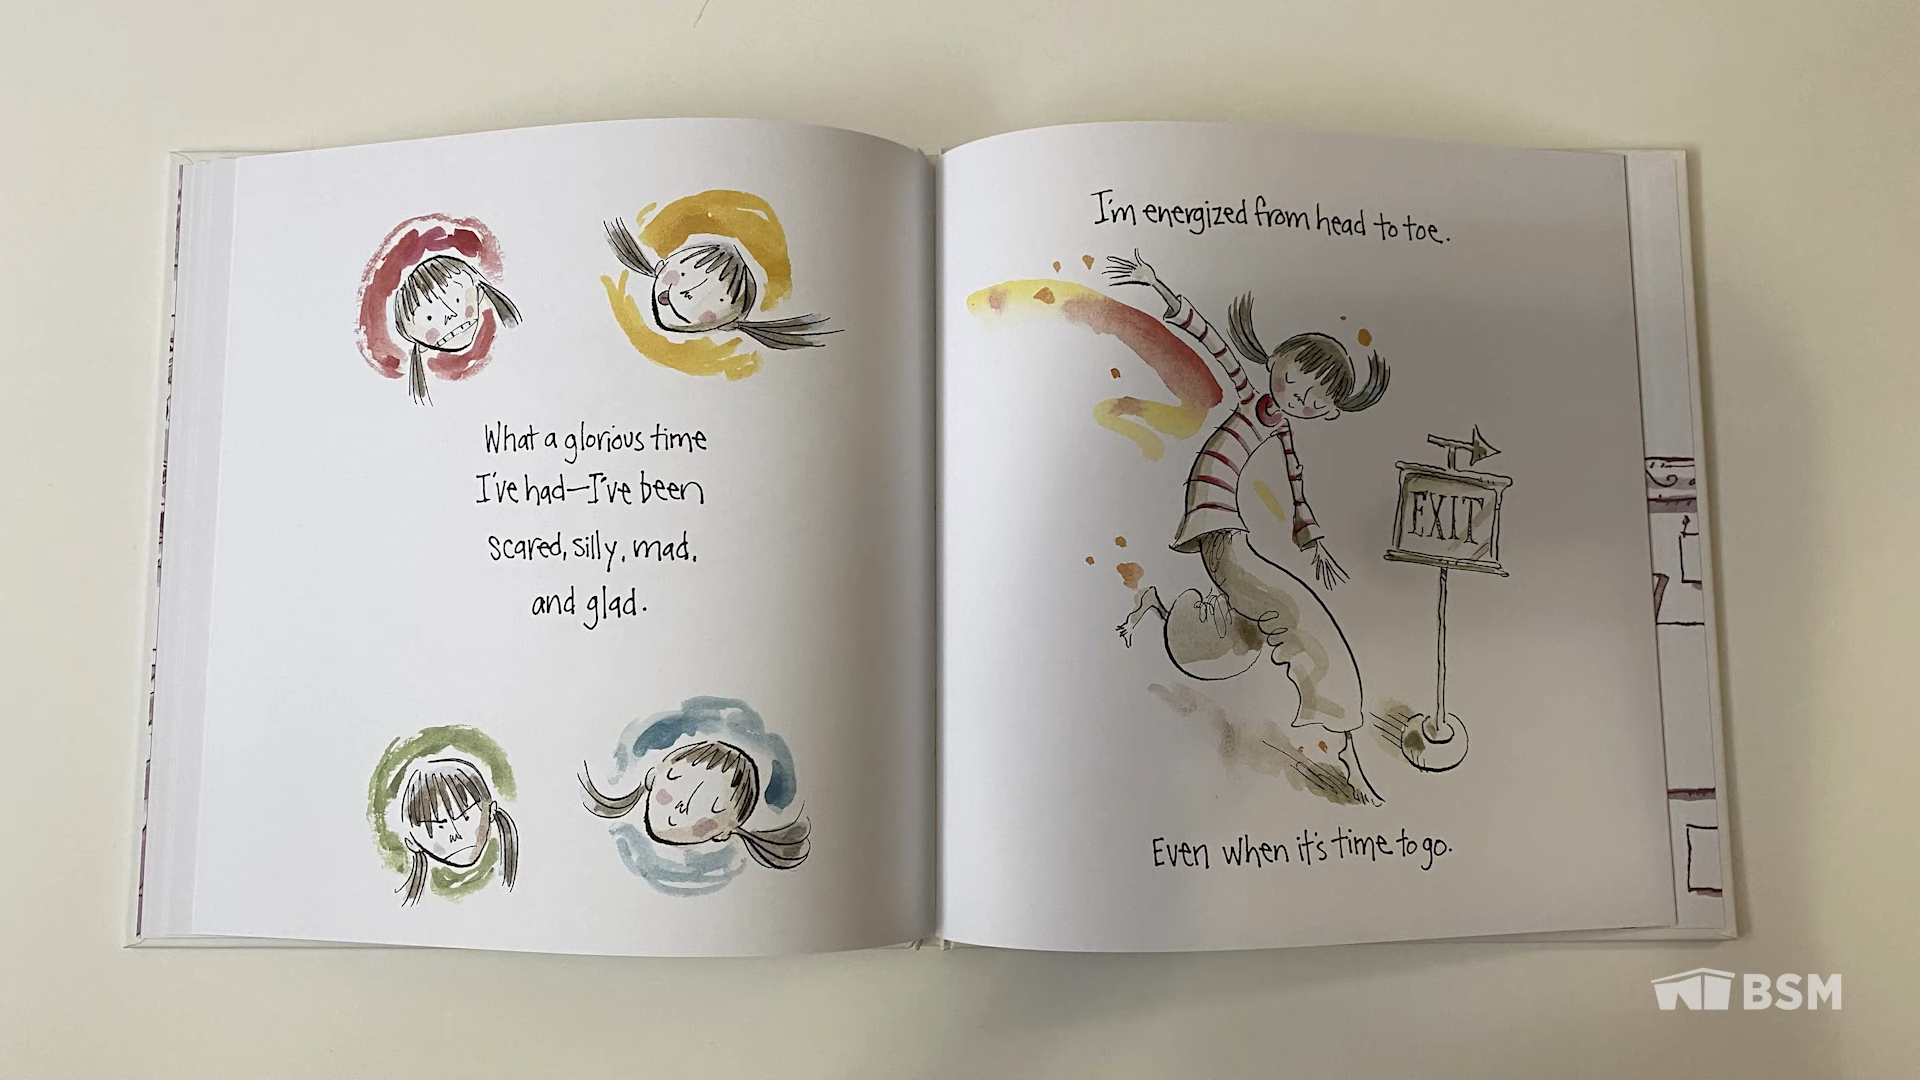 What a glorious time
I've had—I've been
scared, silly, mad,
and glad.
I'm energized from head to toe.
EXIT
Even when it's time to go.
BSM